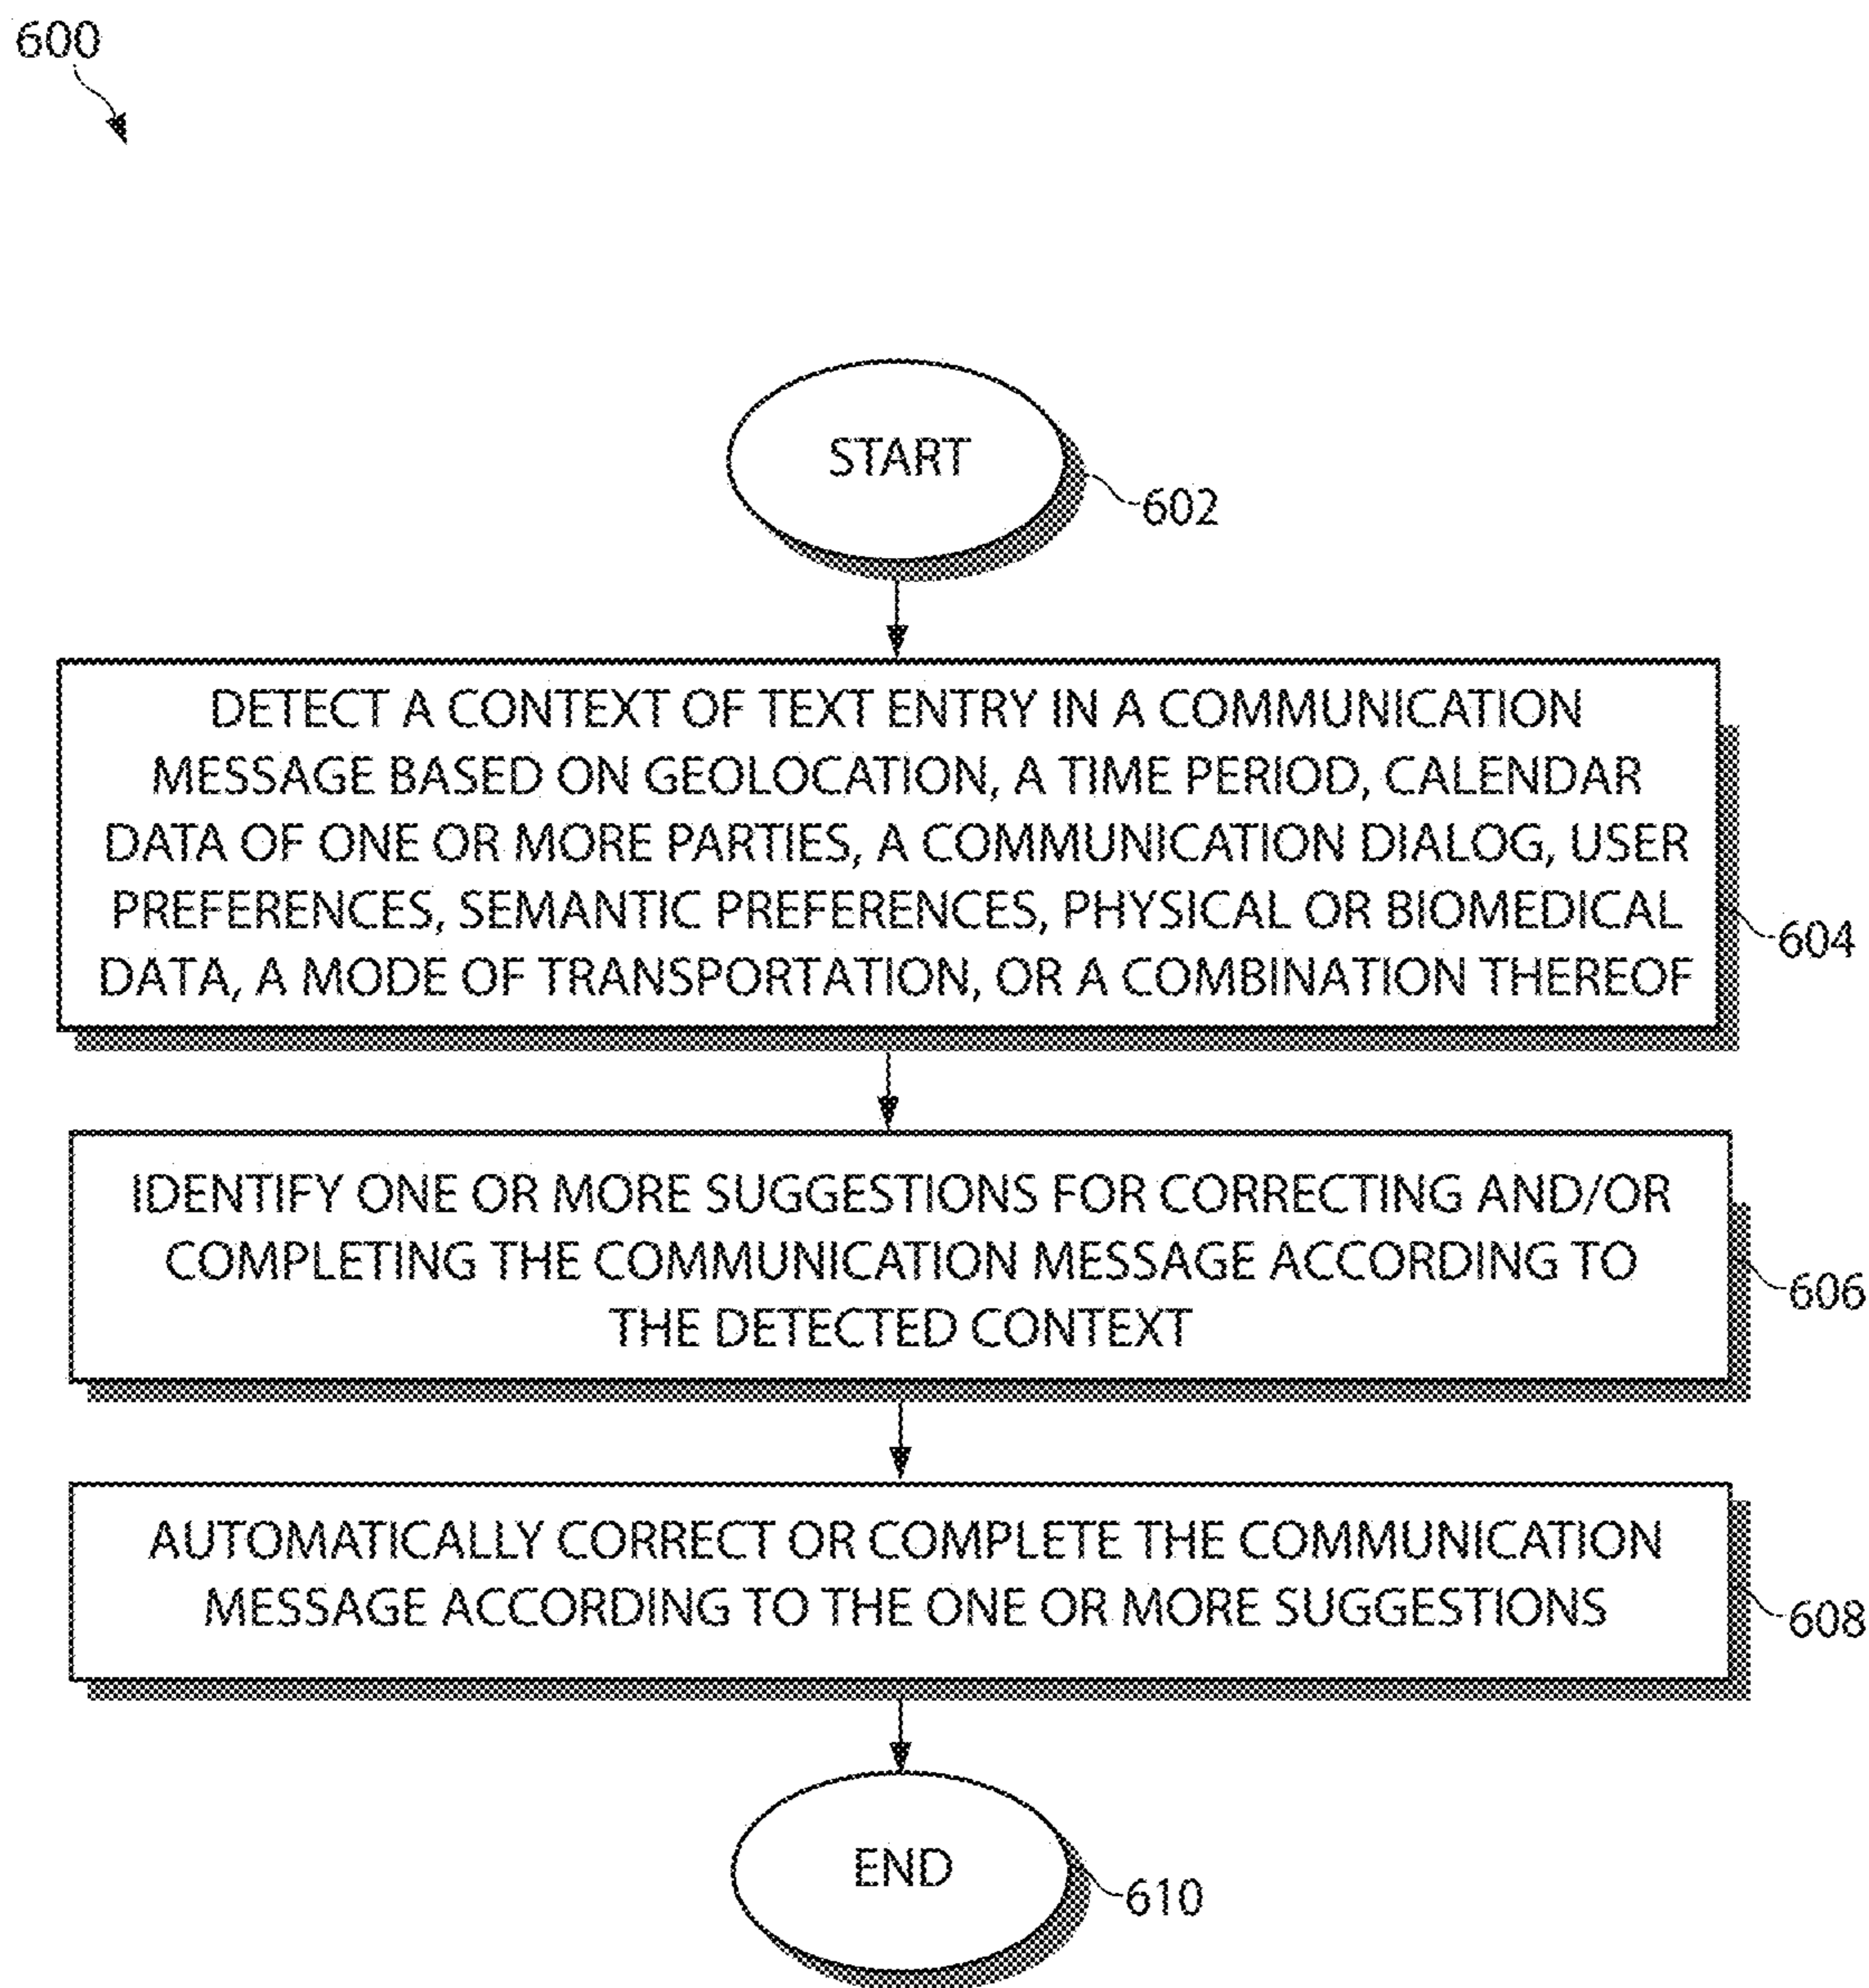 600
START
602
DETECT A CONTEXT OF TEXT ENTRY IN A COMMUNICATION
MESSAGE BASED ON GEOLOCATION, A TIME PERIOD, CALENDAR
DATA OF ONE OR MORE PARTIES, A COMMUNICATION DIALOG, USER
PREFERENCES, SEMANTIC PREFERENCES, PHYSICAL OR BIOMEDICAL
DATA, A MODE OF TRANSPORTATION, OR A COMBINATION THEREOF
604
IDENTIFY ONE OR MORE SUGGESTIONS FOR CORRECTING AND/OR
COMPLETING THE COMMUNICATION MESSAGE ACCORDING TO
THE DETECTED CONTEXT
606
AUTOMATICALLY CORRECT OR COMPLETE THE COMMUNICATION
MESSAGE ACCORDING TO THE ONE OR MORE SUGGESTIONS
608
END
610